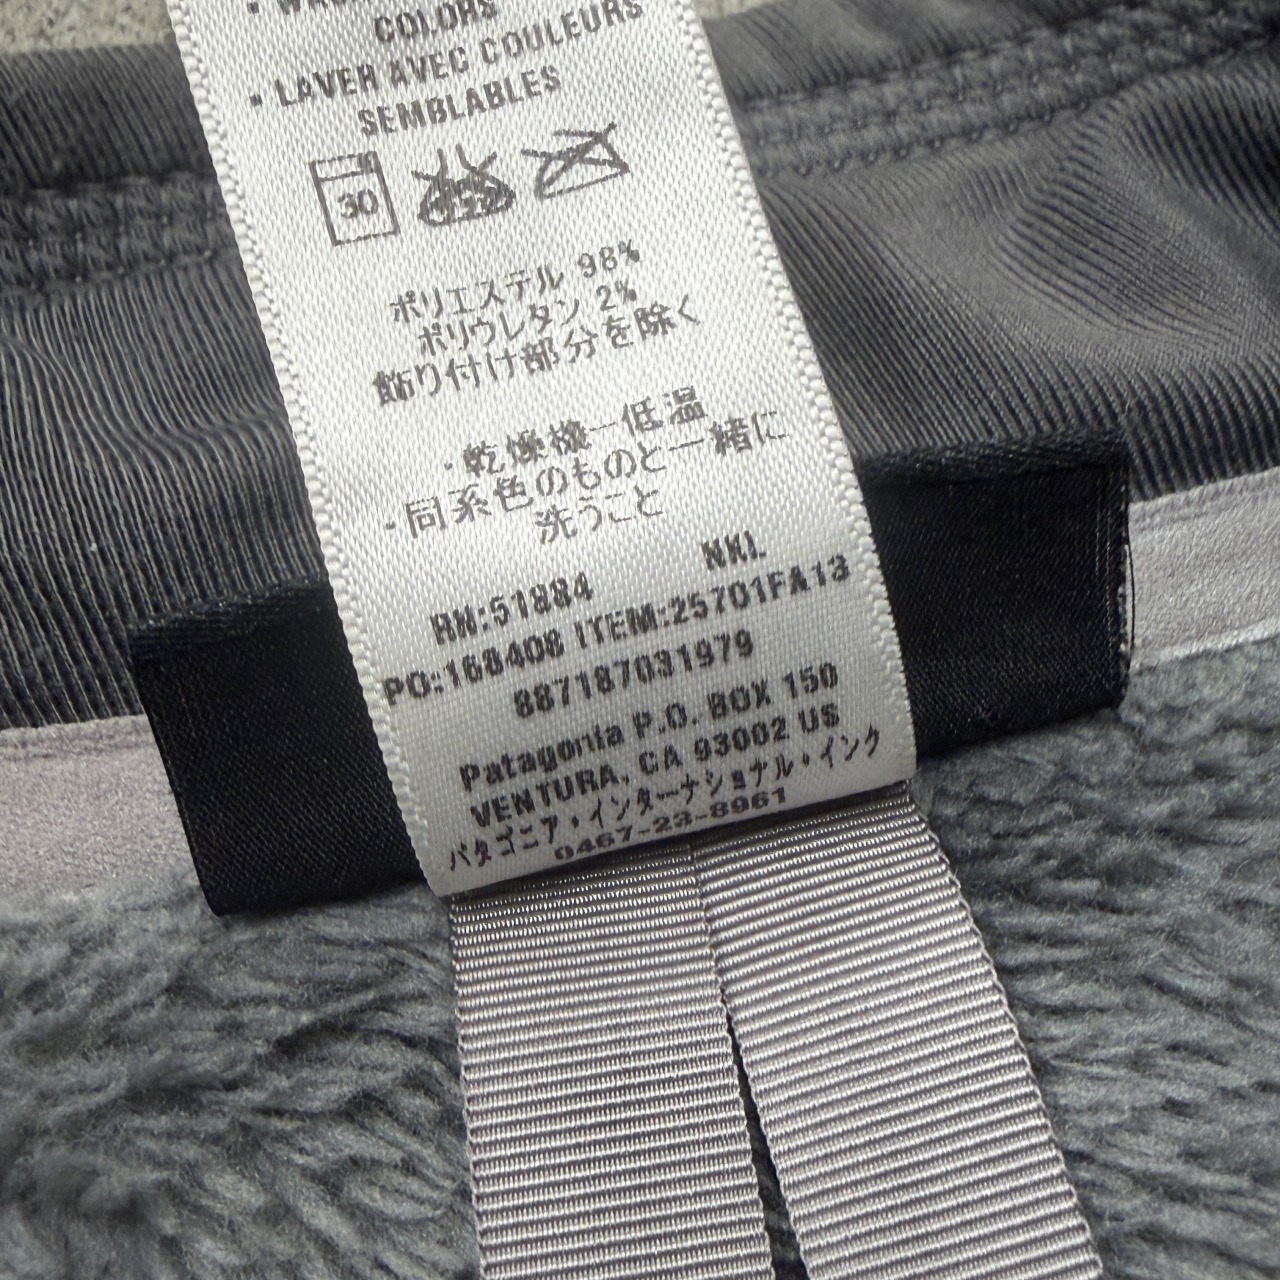 COLORS
• LAVER AVEC COULEURS
SEMBLABLES
30
ポリエステル 98%
ポリウレタン 2%
飾り付け部分を除く
・乾燥機一低温
・同系色のものと一緒に
洗うこと
NKL
RN:51884
PO:168408 ITEM:25701FA13
887187031979
Patagonia P.O. BOX 150
VENTURA, CA 93002 US
パタゴニア・インターナショナル・インク
0467-23-8961